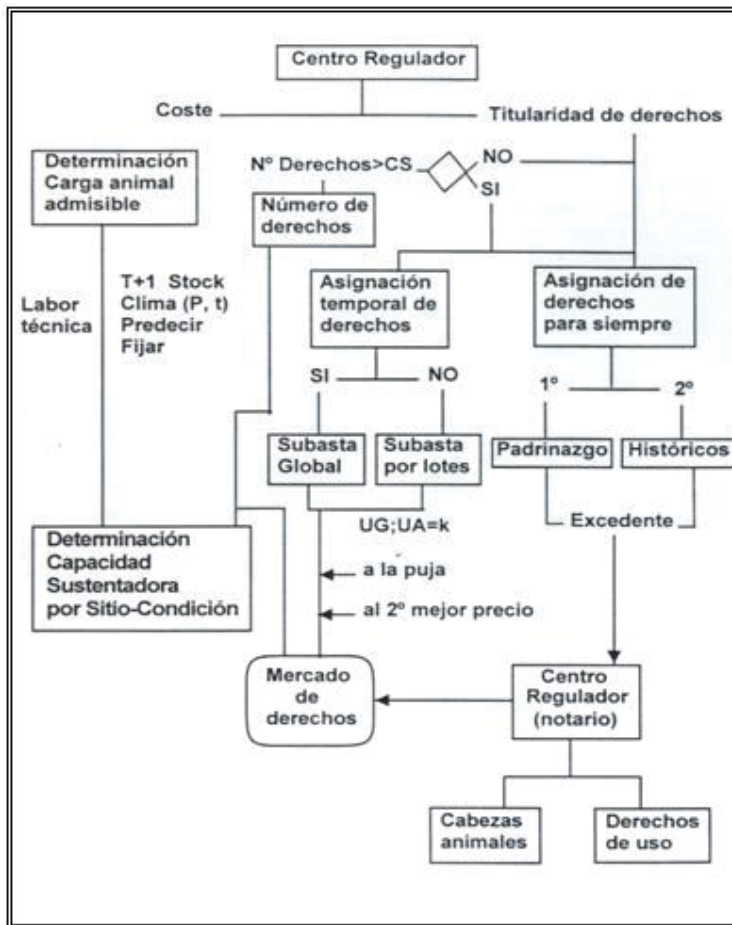 Centro Regulador
Coste
Titularidad de derechos
Determinación
Carga animal
admisible
Nº Derechos>CS
NO
SI
Número de
derechos
Labor
técnica
T+1 Stock
Clima (P, t)
Predecir
Fijar
Asignación
temporal de
derechos
Asignación de
derechos
para siempre
SI
NO
1º
2º
Subasta
Global
Subasta
por lotes
Padrinazgo
Históricos
UG;UA=k
Excedente
Determinación
Capacidad
Sustentadora
por Sitio-Condición
a la puja
al 2º mejor precio
Mercado
de
derechos
Centro
Regulador
(notario)
Cabezas
animales
Derechos
de uso